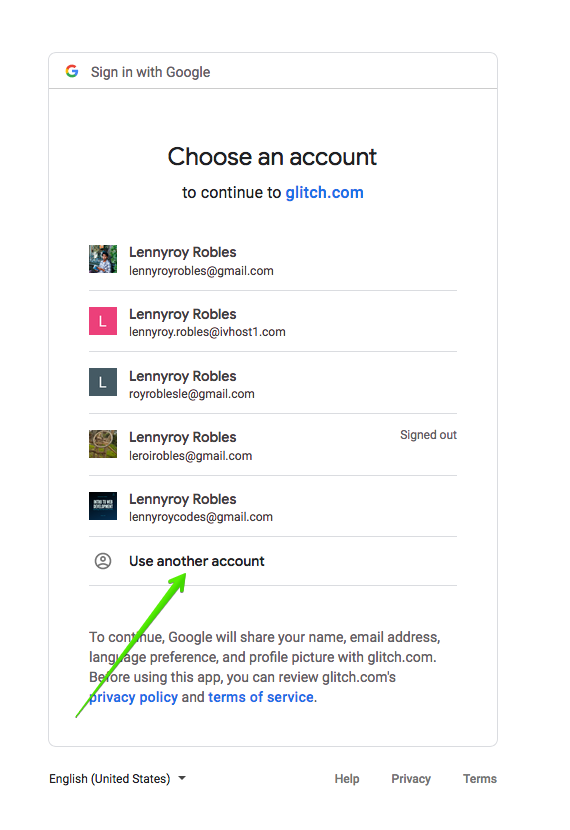 Sign in with Google
Choose an account
to continue to glitch.com
Lennyroy Robles
lennyroyrobles@gmail.com
L
Lennyroy Robles
lennyroy.robles@ivhost1.com
L
Lennyroy Robles
royroblesle@gmail.com
Lennyroy Robles
Signed out
leroirobles@gmail.com
INTRO TO WEB
DEVELOPMENT
Lennyroy Robles
lennyroycodes@gmail.com
Use another account
To continue, Google will share your name, email address,
language preference, and profile picture with glitch.com.
Before using this app, you can review glitch.com's
privacy policy and terms of service.
English (United States)
Help Privacy Terms